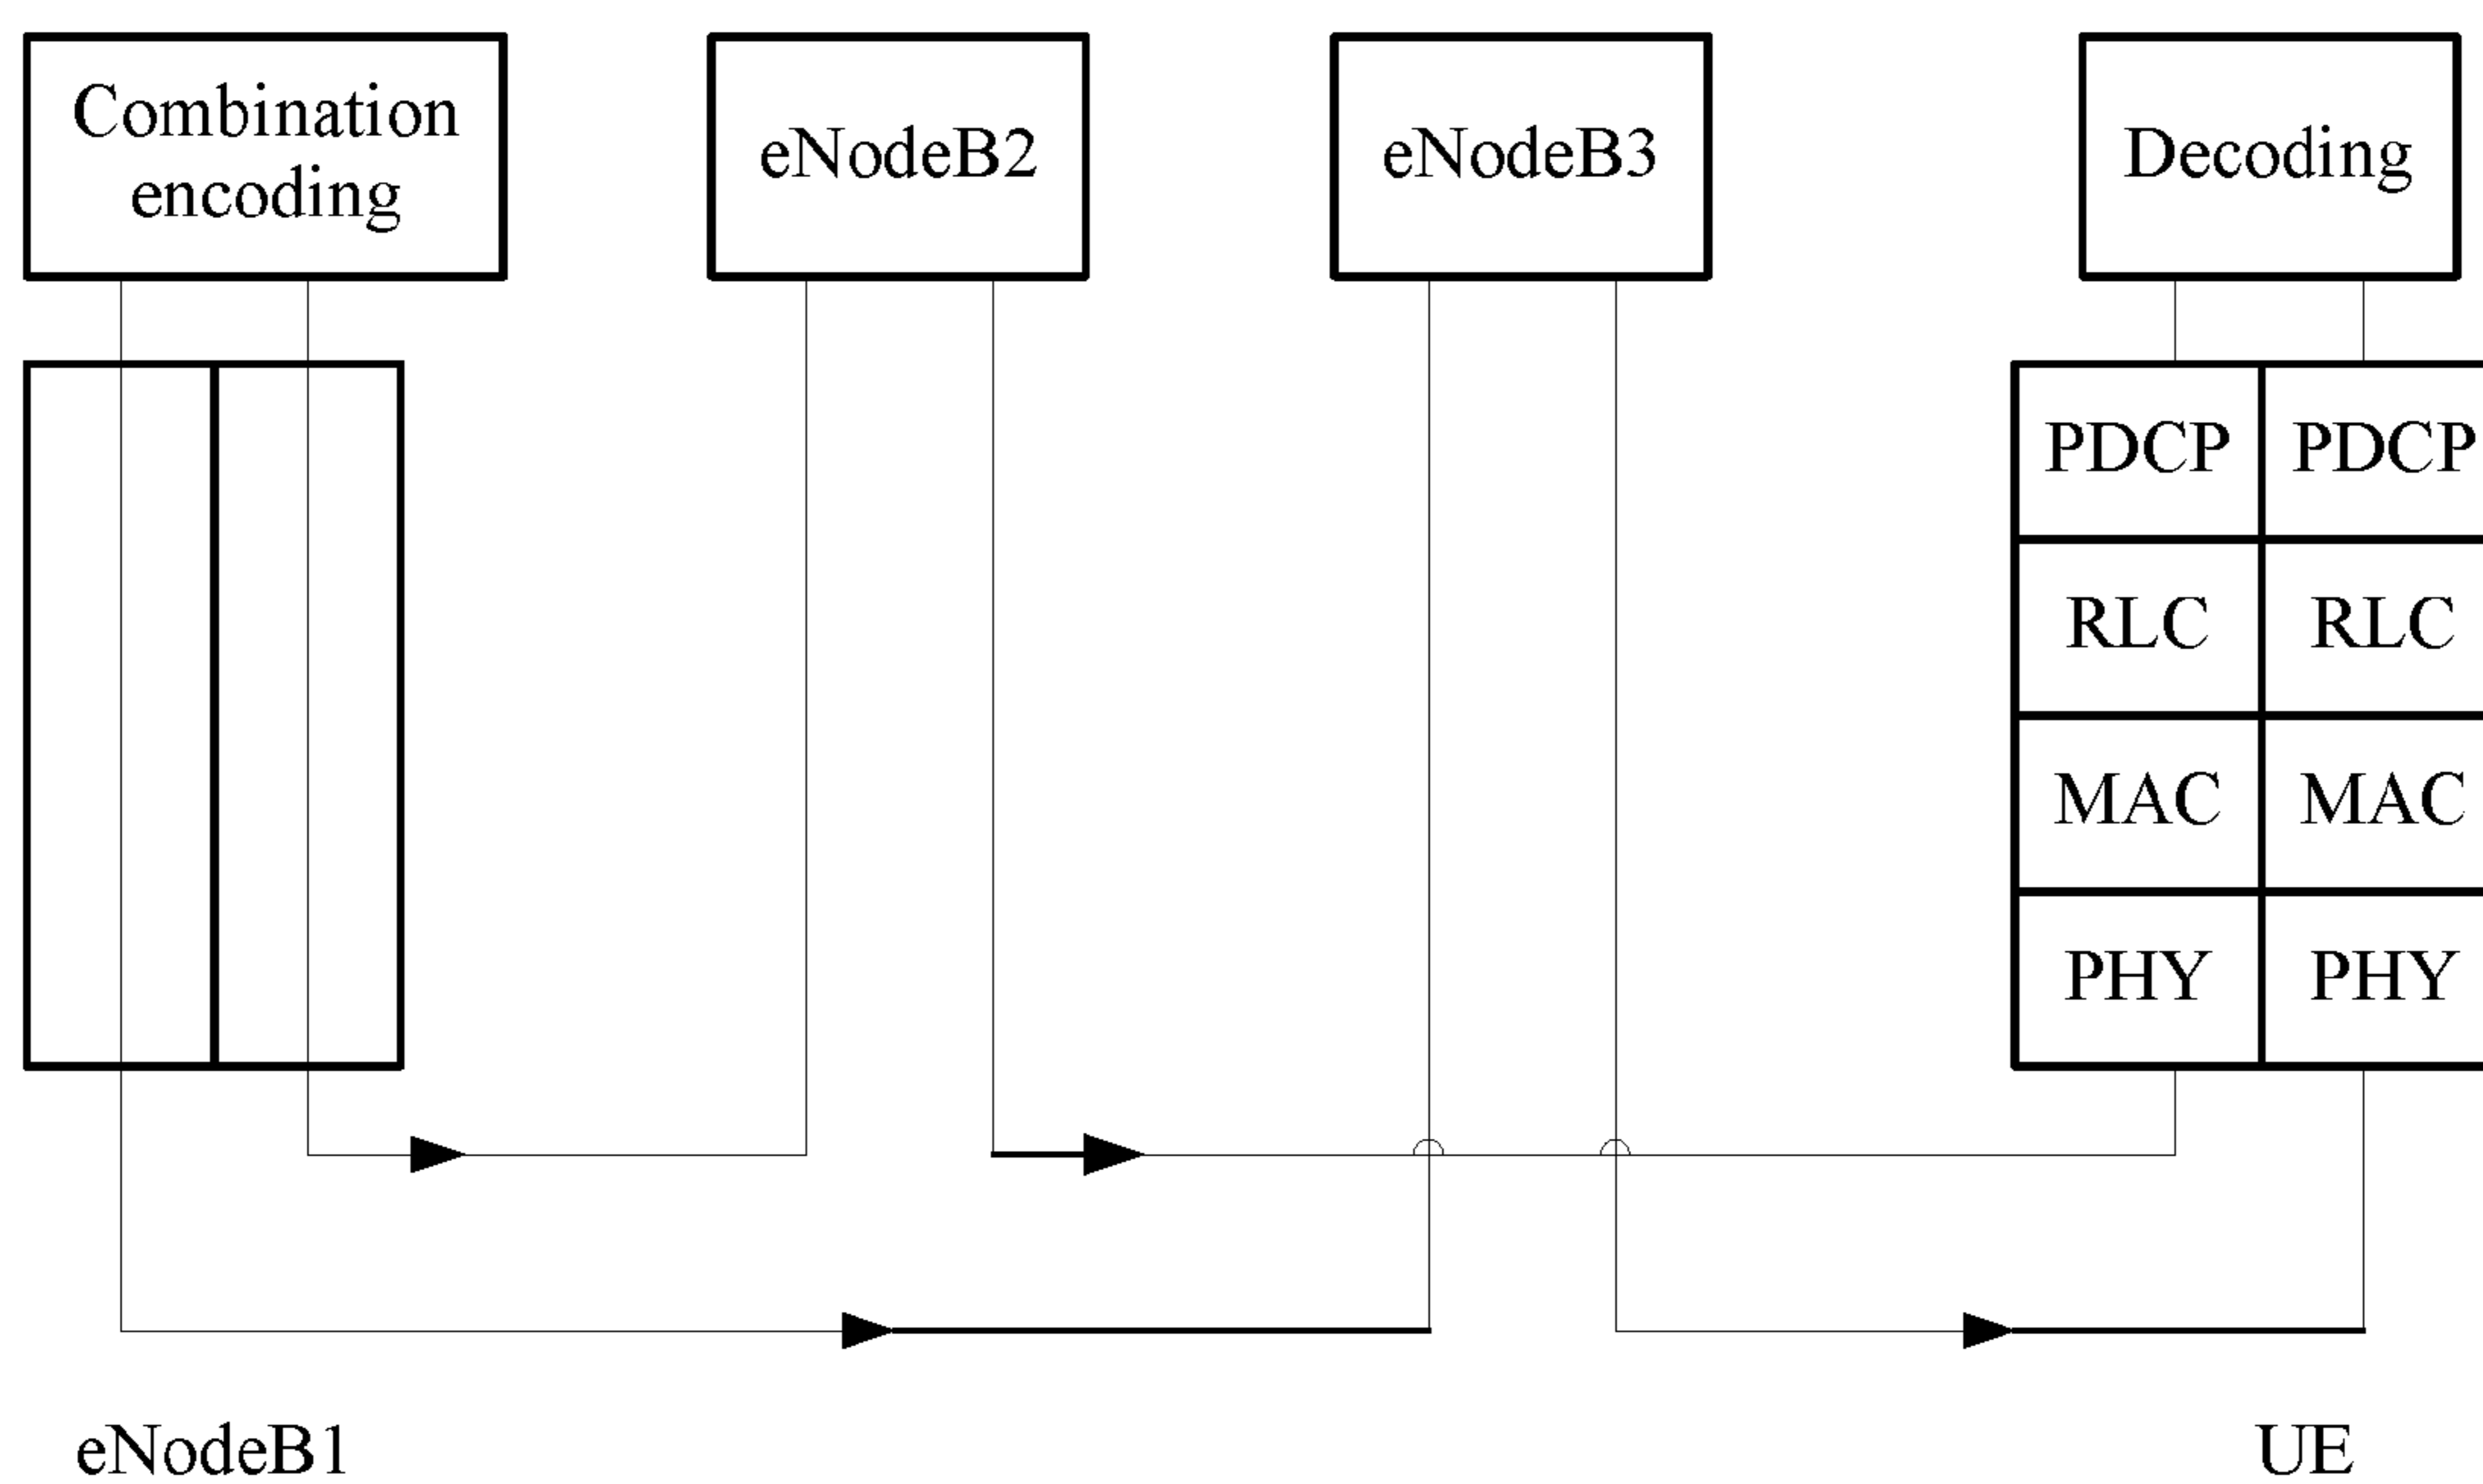 Combination
encoding
eNodeB2
eNodeB3
Decoding
PDCP PDCP
RLC RLC
MAC MAC
PHY PHY
eNodeB1
UE